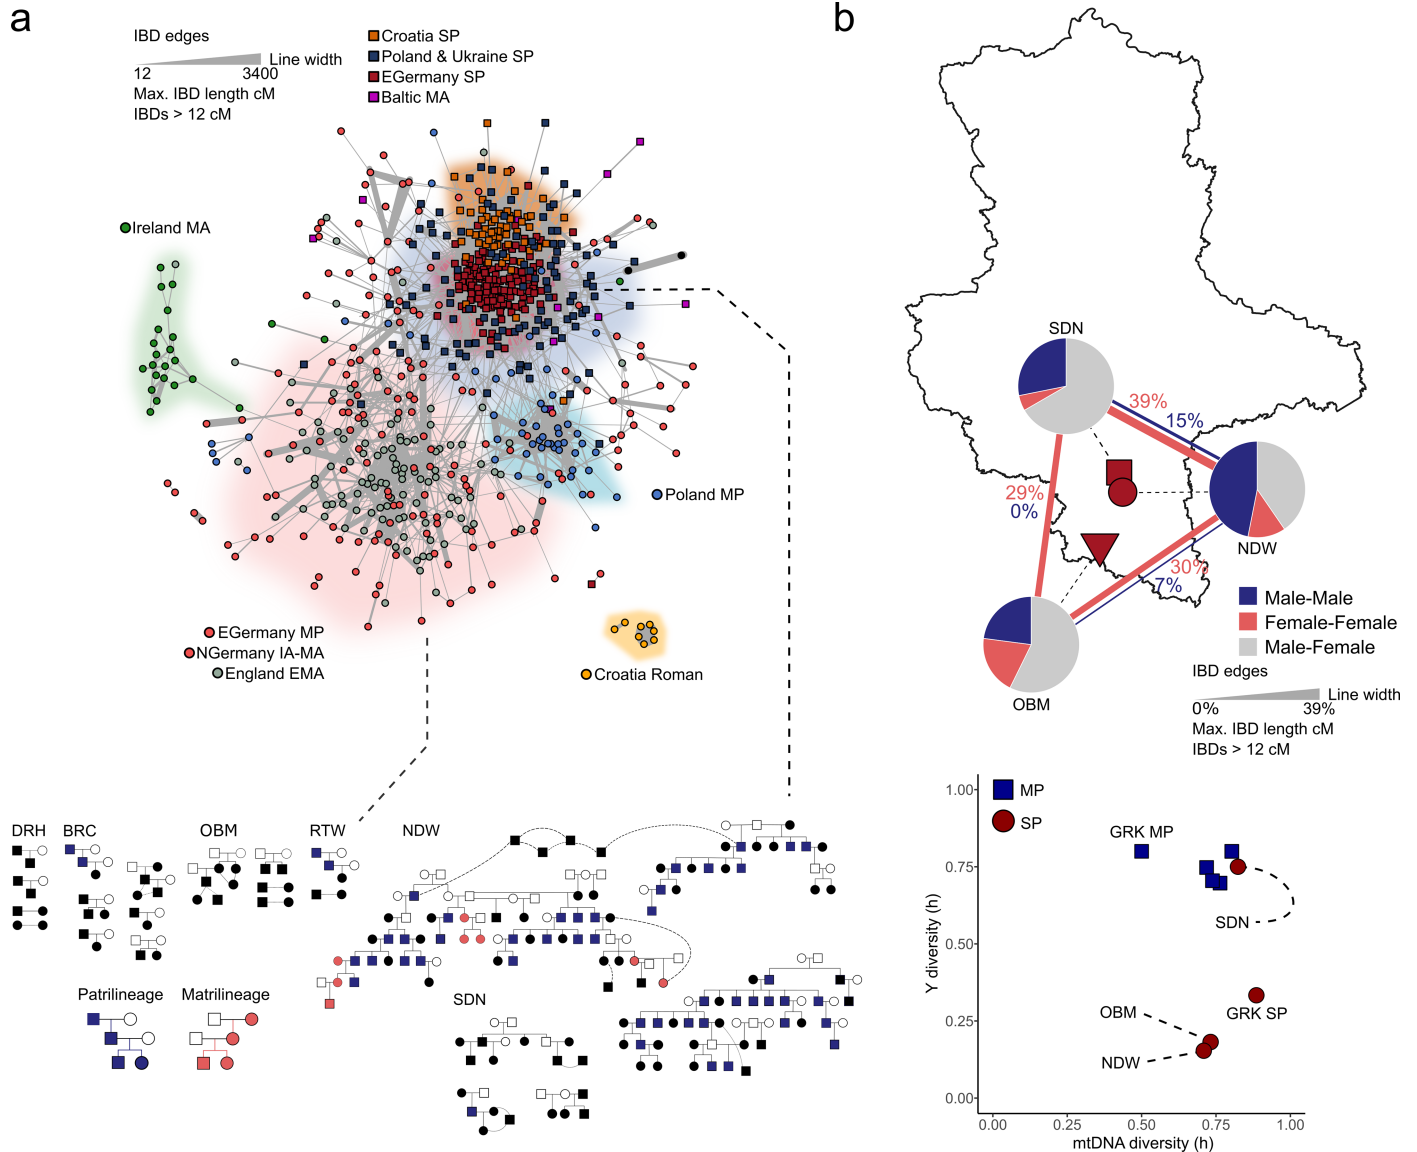 a
IBD edges
Line width
12 3400
Max. IBD length cM
IBDs > 12 cM
Croatia SP
Poland & Ukraine SP
EGermany SP
Baltic MA
Ireland MA
Poland MP
EGermany MP
NGermany IA-MA
England EMA
Croatia Roman
DRH
BRC
OBM
RTW
NDW
Patrilineage
Matrilineage
SDN
b
SDN
39%
15%
29%
0%
NDW
30%
7%
OBM
Male-Male
Female-Female
Male-Female
IBD edges
Line width
0% 39%
Max. IBD length cM
IBDs > 12 cM
MP
SP
GRK MP
SDN
GRK SP
OBM
NDW
Y diversity (h)
1.00
0.75
0.50
0.25
0.00
0.00 0.25 0.50 0.75 1.00
mtDNA diversity (h)